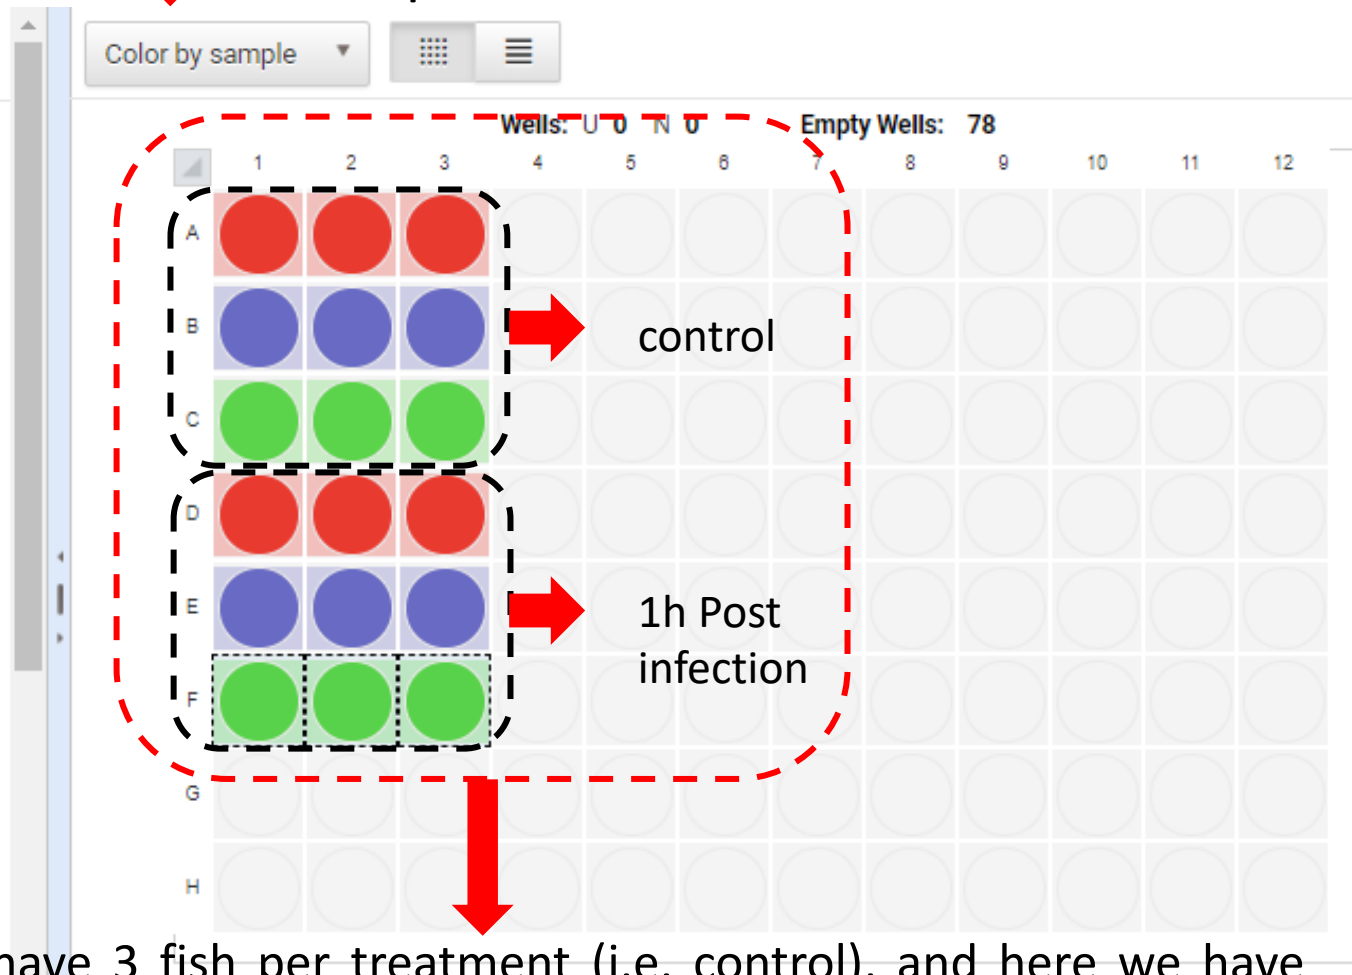 Color by sample
Wells: U 0 N 0 Empty Wells: 78
1 2 3 4 5 6 7 8 9 10 11 12
A
B
control
C
D
E
1h Post
infection
F
G
H
have 3 fish per treatment (i.e. control), and here we have